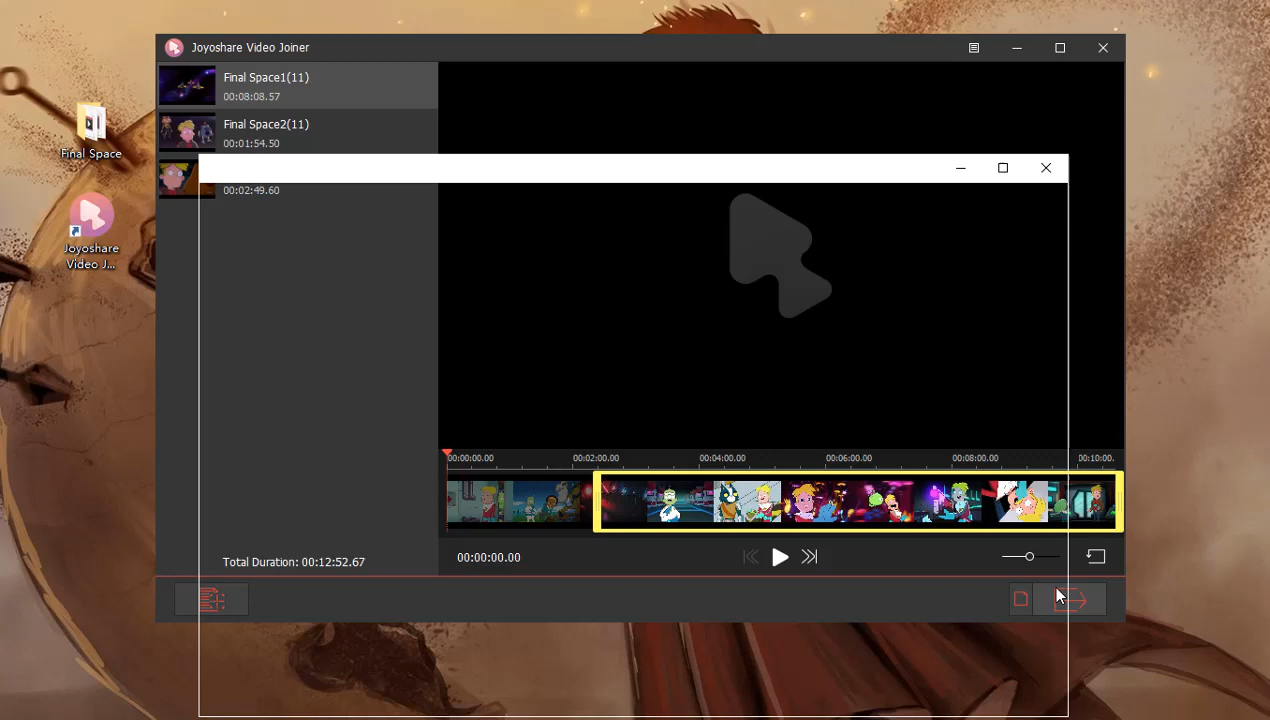 Joyoshare Video Joiner
Final Space1(11)
00:08:08.57
Final Space2(11)
00:01:54.50
00:02:49.60
Final Space
Joyoshare
Video J...
00:00:00.00
00:02:00.00
00:04:00.00
00:06:00.00
00:08:00.00
00:10:00.
Total Duration: 00:12:52.67
00:00:00.00